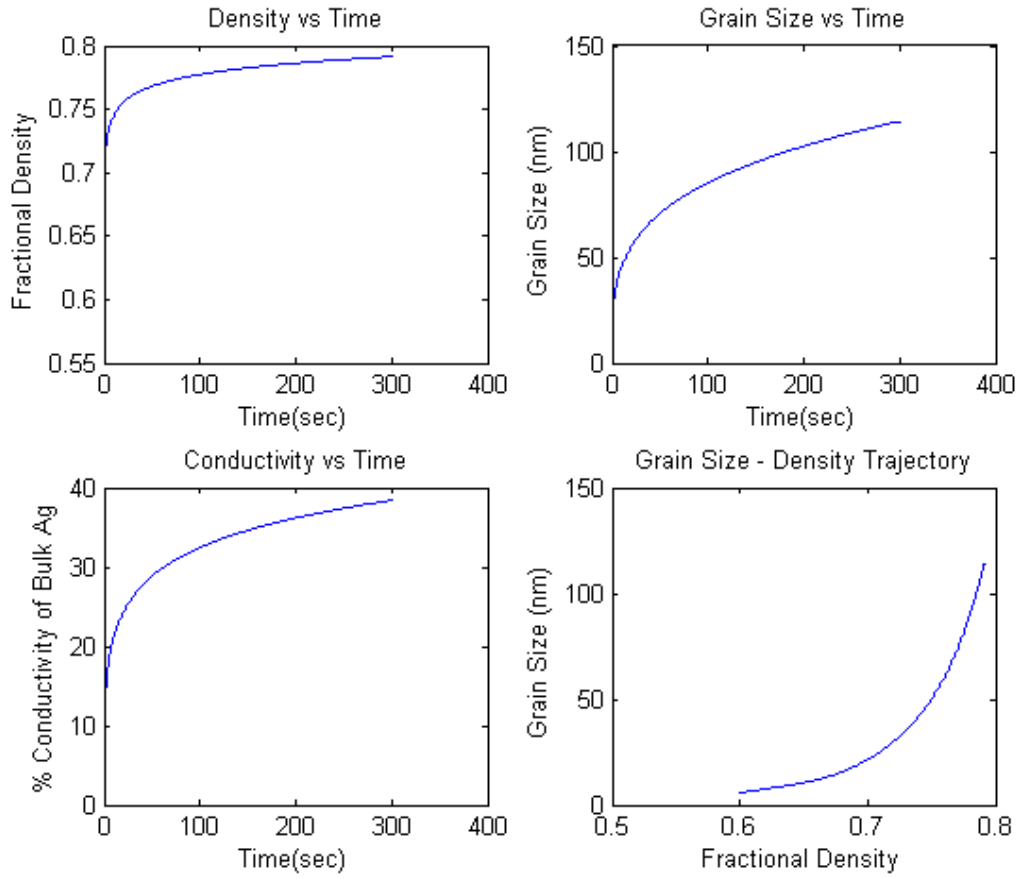 Density vs Time
0.8
0.75
0.7
0.65
0.6
0.55
Fractional Density
0 100 200 300 400
Time(sec)
Grain Size vs Time
150
100
50
0
Grain Size (nm)
0 100 200 300 400
Time(sec)
Conductivity vs Time
40
30
20
10
0
% Conductivity of Bulk Ag
0 100 200 300 400
Time(sec)
Grain Size - Density Trajectory
150
100
50
0
Grain Size (nm)
0.5 0.6 0.7 0.8
Fractional Density